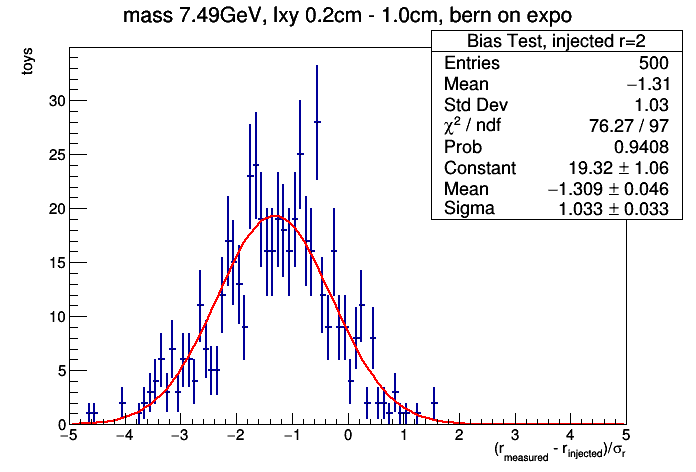 mass 7.49GeV, lxy 0.2cm - 1.0cm, bern on expo
Bias Test, injected r=2
Entries 500
Mean −1.31
Std Dev 1.03
χ² / ndf 76.27 / 97
Prob 0.9408
Constant 19.32 ± 1.06
Mean −1.309 ± 0.046
Sigma 1.033 ± 0.033
toys
30
25
20
15
10
5
0
−5 −4 −3 −2 −1 0 1 2 3 4 5
(r_measured - r_injected)/σ_r